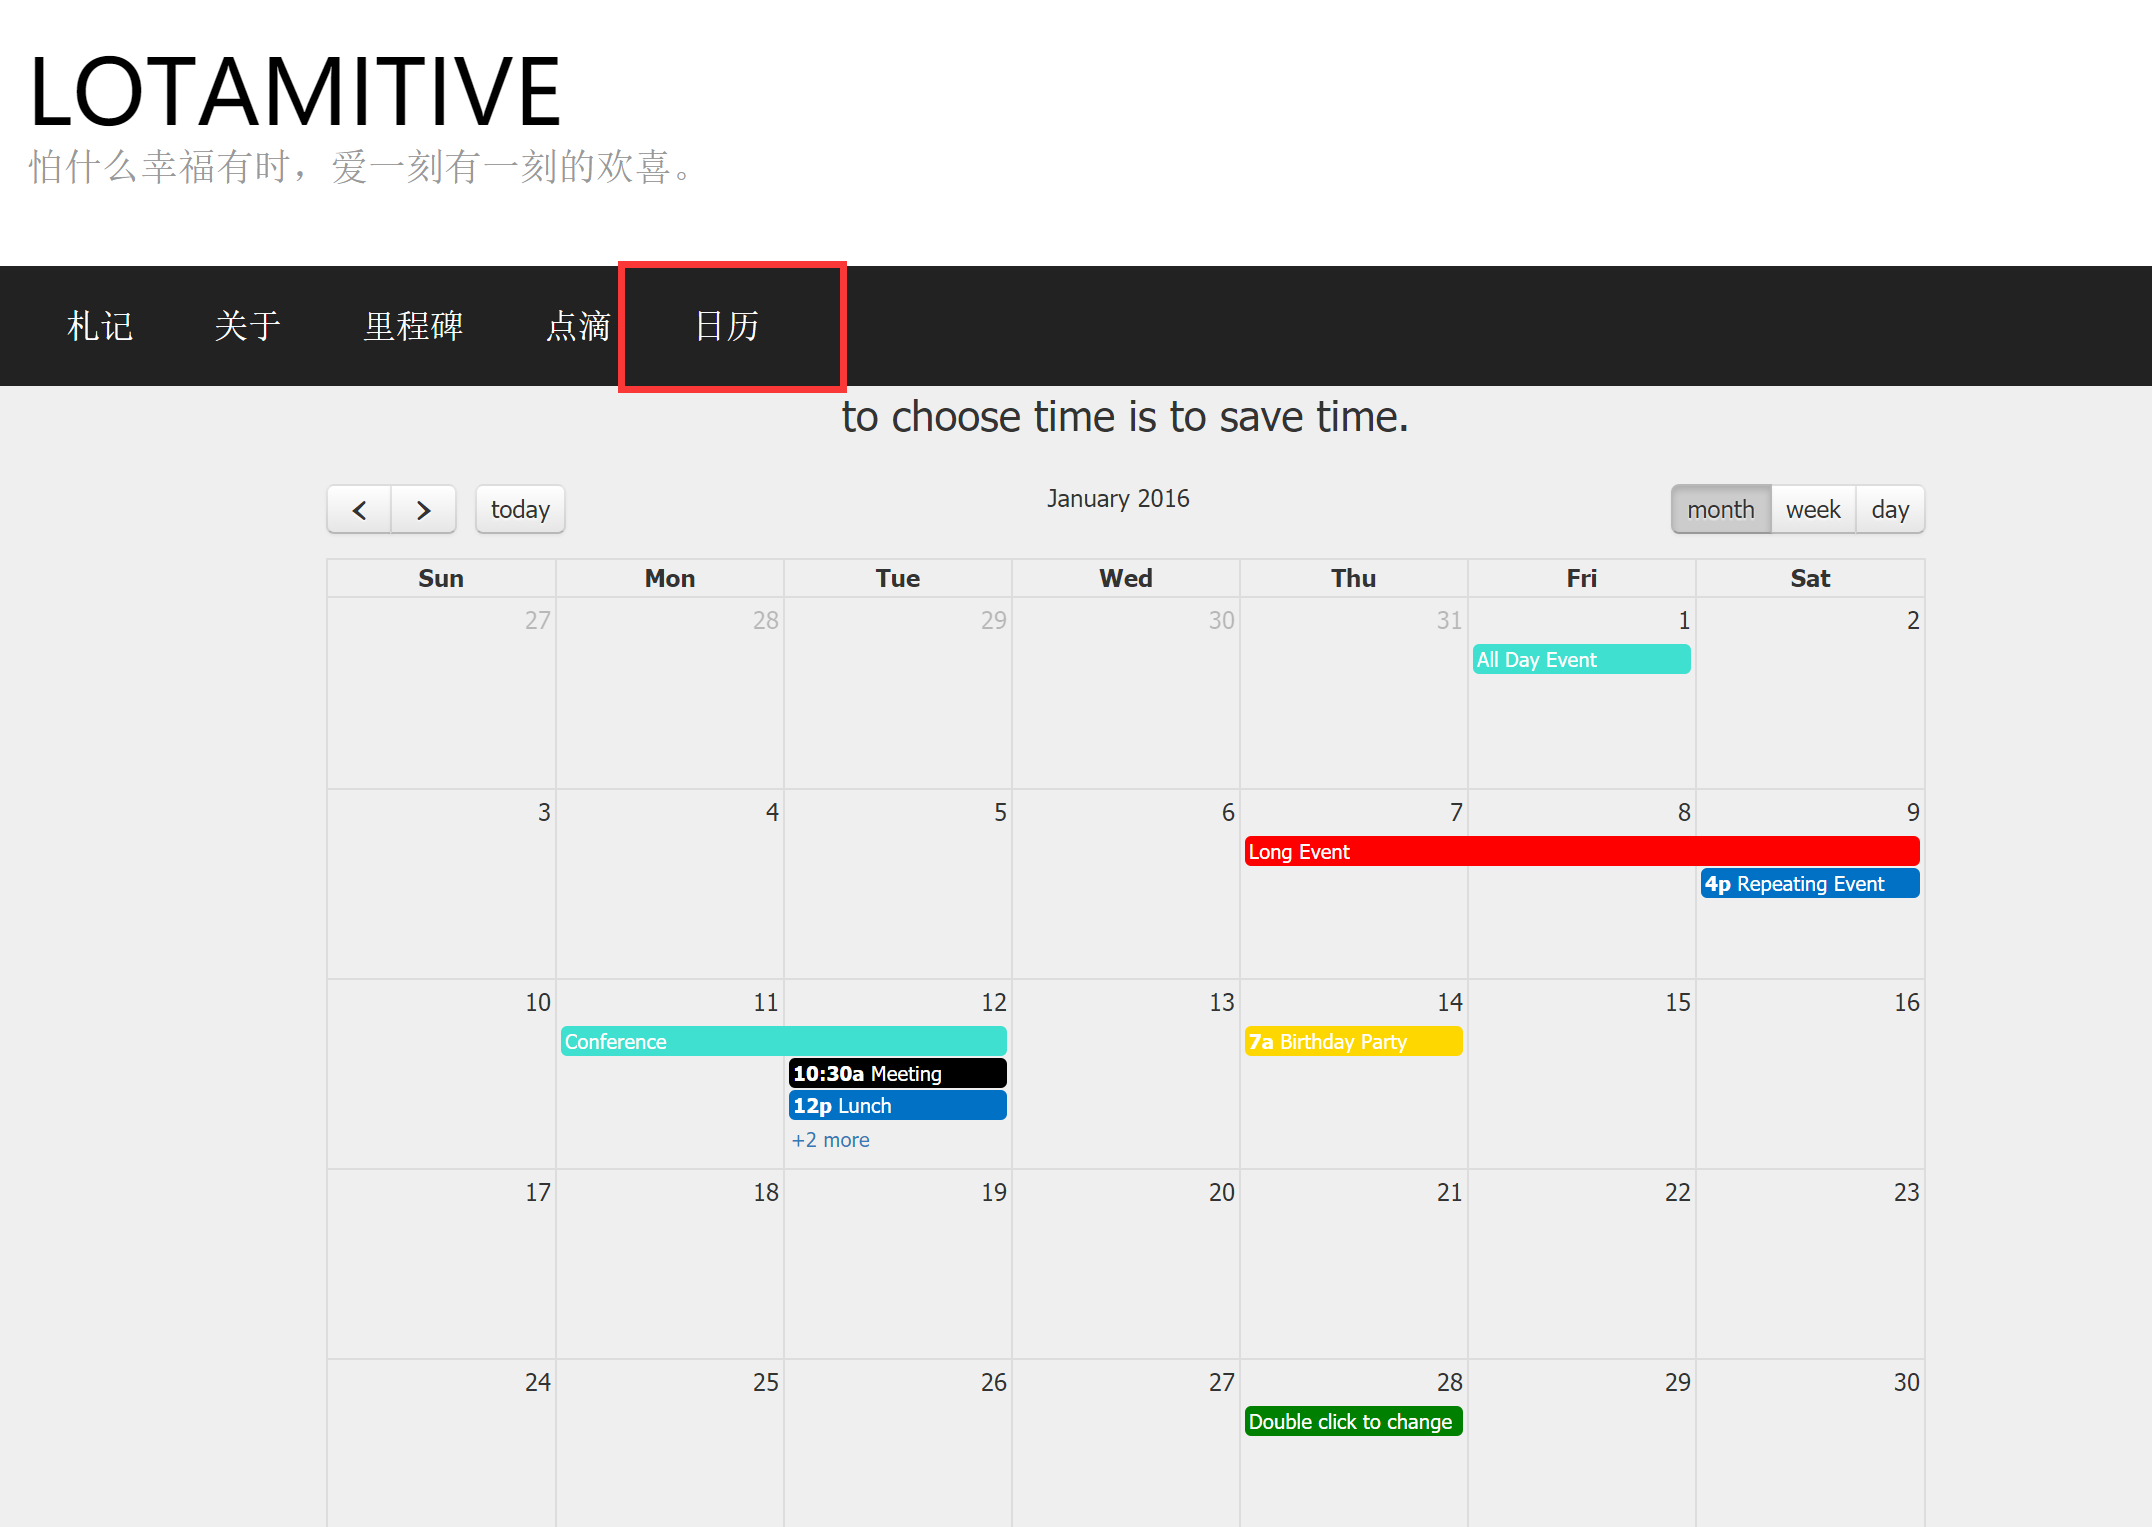 LOTAMITIVE
怕什么幸福有时，爱一刻有一刻的欢喜。
札记 关于 里程碑 点滴 日历
to choose time is to save time.
< > today January 2016 month week day
Sun Mon Tue Wed Thu Fri Sat
27 28 29 30 31 1 2
All Day Event
3 4 5 6 7 8 9
Long Event
4p Repeating Event
10 11 12 13 14 15 16
Conference 7a Birthday Party
10:30a Meeting
12p Lunch
+2 more
17 18 19 20 21 22 23
24 25 26 27 28 29 30
Double click to change